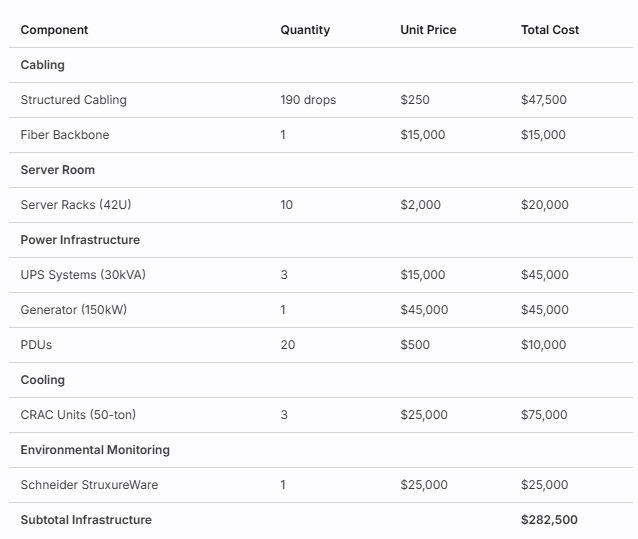 Component Quantity Unit Price Total Cost
Cabling
Structured Cabling 190 drops $250 $47,500
Fiber Backbone 1 $15,000 $15,000
Server Room
Server Racks (42U) 10 $2,000 $20,000
Power Infrastructure
UPS Systems (30kVA) 3 $15,000 $45,000
Generator (150kW) 1 $45,000 $45,000
PDUs 20 $500 $10,000
Cooling
CRAC Units (50-ton) 3 $25,000 $75,000
Environmental Monitoring
Schneider StruxureWare 1 $25,000 $25,000
Subtotal Infrastructure $282,500